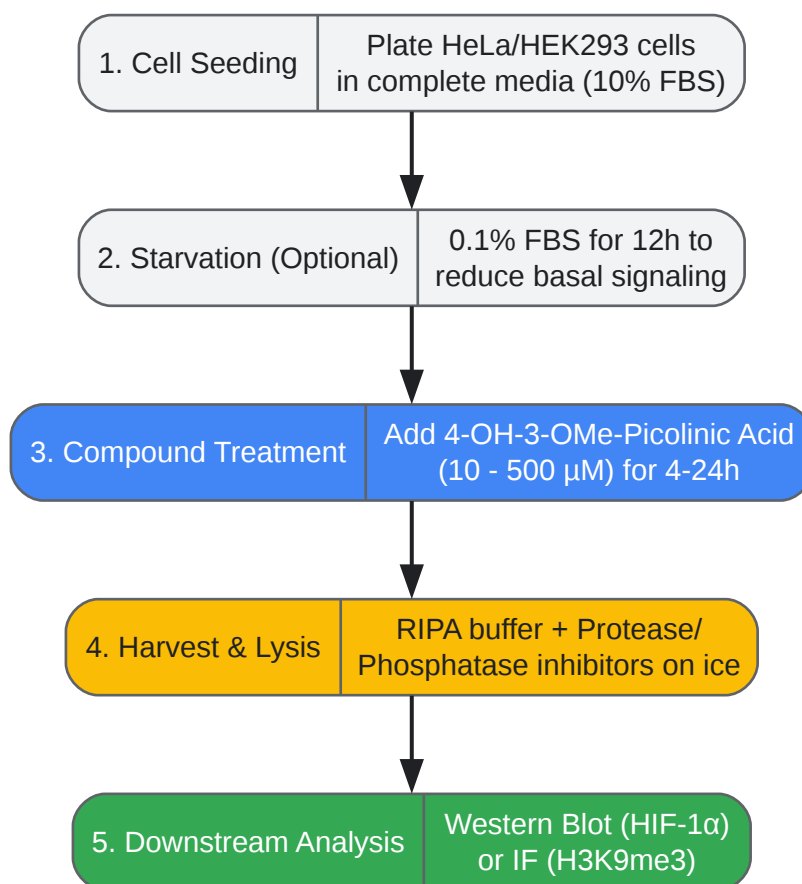 1. Cell Seeding
Plate HeLa/HEK293 cells
in complete media (10% FBS)
2. Starvation (Optional)
0.1% FBS for 12h to
reduce basal signaling
3. Compound Treatment
Add 4-OH-3-OMe-Picolinic Acid
(10 - 500 µM) for 4-24h
4. Harvest & Lysis
RIPA buffer + Protease/
Phosphatase inhibitors on ice
5. Downstream Analysis
Western Blot (HIF-1α)
or IF (H3K9me3)